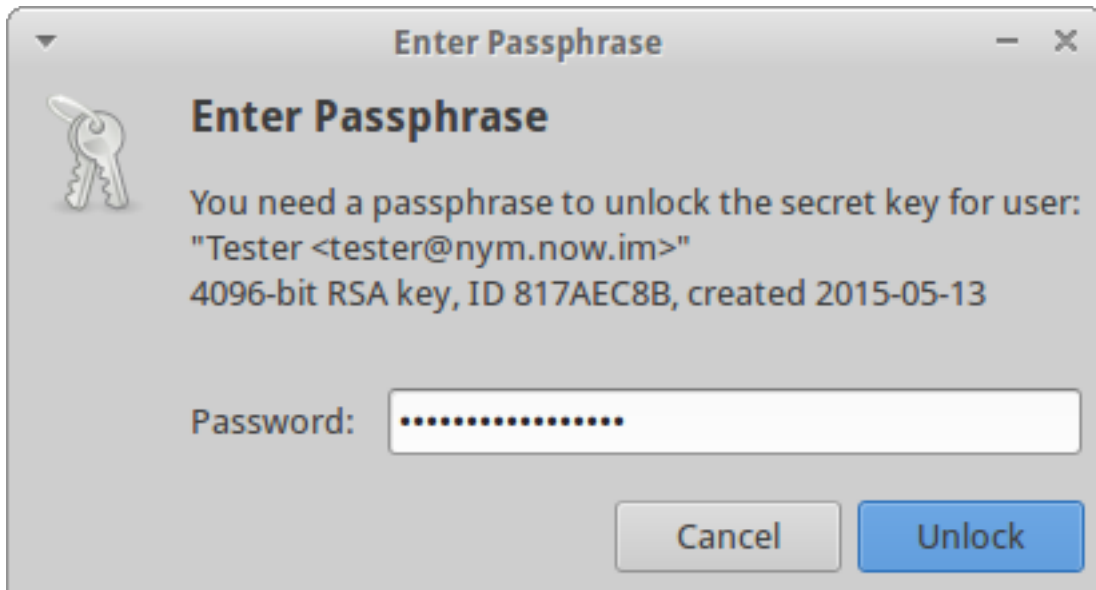 Enter Passphrase
Enter Passphrase
You need a passphrase to unlock the secret key for user:
"Tester <tester@nym.now.im>"
4096-bit RSA key, ID 817AEC8B, created 2015-05-13
Password: •••••••••••••••••
Cancel Unlock